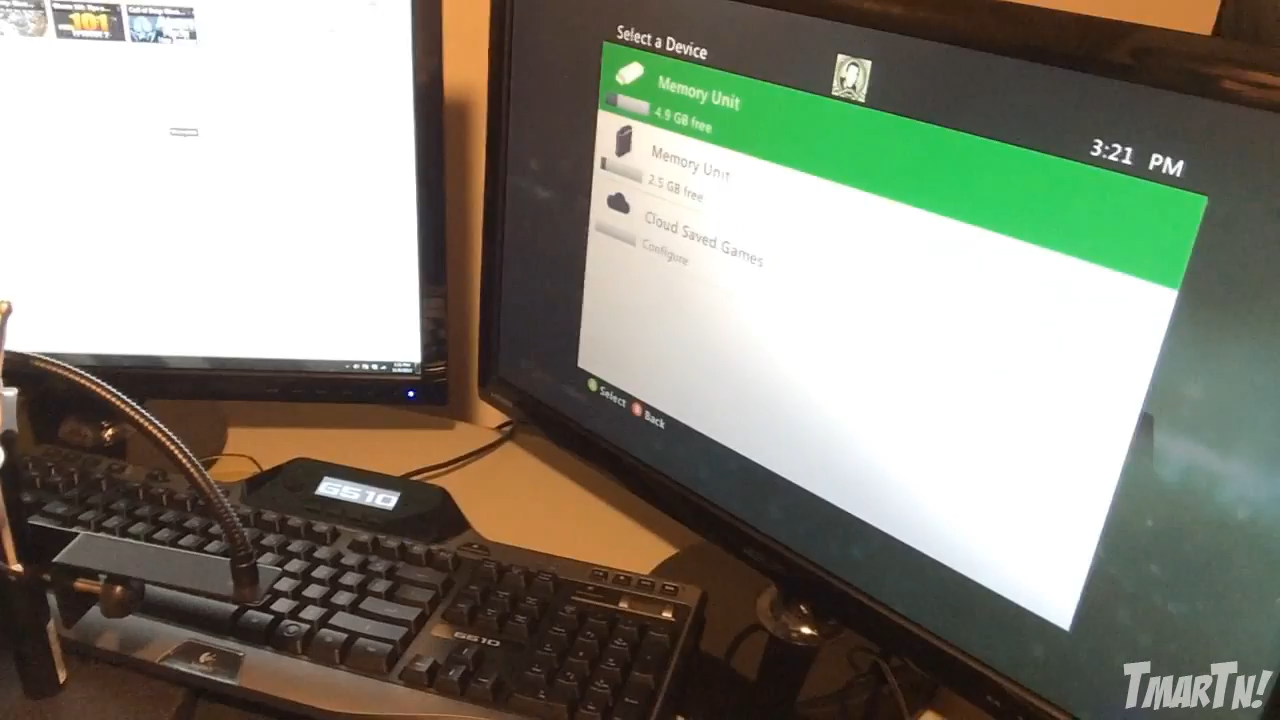 Select a Device
Memory Unit
4.9 GB free
3:21 PM
Memory Unit
2.5 GB free
Cloud Saved Games
Configure
Select
Back
G510
G510
101
TmarTn!